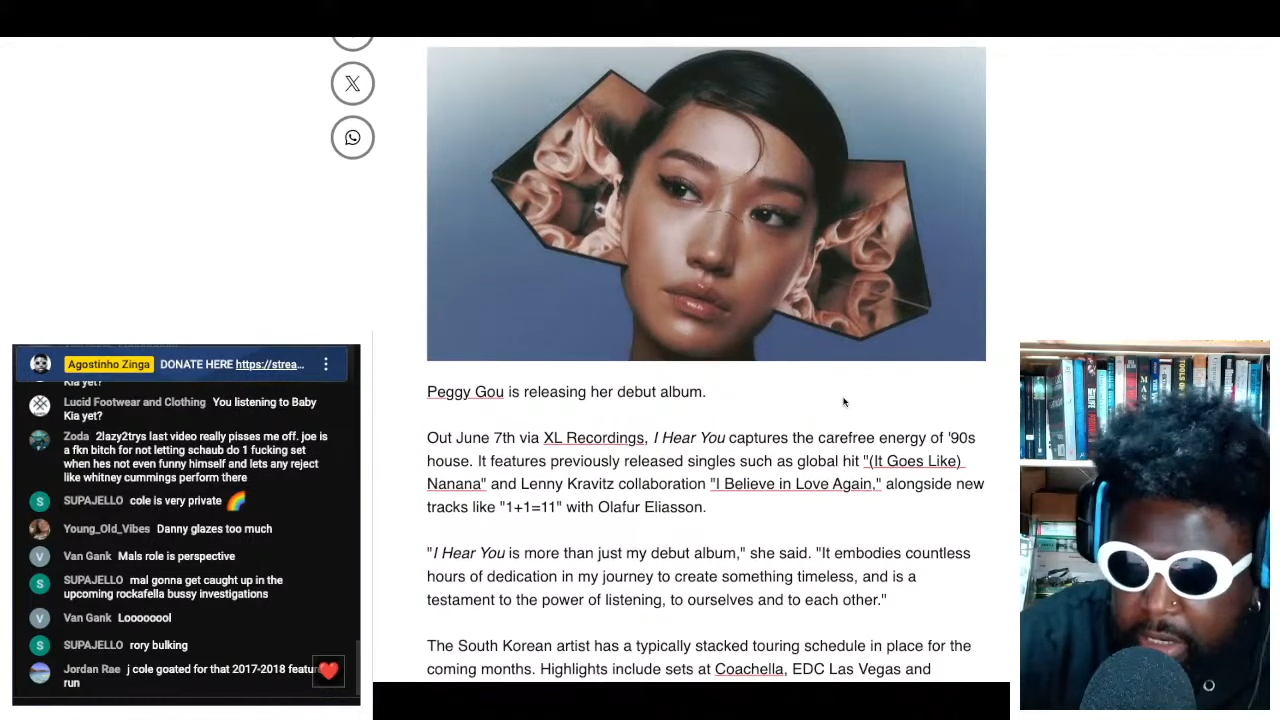 Agostinho Zinga DONATE HERE https://strea...
Kia yet?
Lucid Footwear and Clothing You listening to Baby
Kia yet?
Zoda 2lazy2trys last video really pisses me off. joe is
a fkn bitch for not letting schaub do 1 fucking set
when hes not even funny himself and lets any reject
like whitney cummings perform there
SUPAJELLO cole is very private 🌈
Young_Old_Vibes Danny glazes too much
Van Gank Mals role is perspective
SUPAJELLO mal gonna get caught up in the
upcoming rockafella bussy investigations
Van Gank Loooooool
SUPAJELLO rory bulking
Jordan Rae j cole goated for that 2017-2018 featur
run
Peggy Gou is releasing her debut album.
Out June 7th via XL Recordings, I Hear You captures the carefree energy of '90s
house. It features previously released singles such as global hit "(It Goes Like)
Nanana" and Lenny Kravitz collaboration "I Believe in Love Again," alongside new
tracks like "1+1=11" with Olafur Eliasson.
"I Hear You is more than just my debut album," she said. "It embodies countless
hours of dedication in my journey to create something timeless, and is a
testament to the power of listening, to ourselves and to each other."
The South Korean artist has a typically stacked touring schedule in place for the
coming months. Highlights include sets at Coachella, EDC Las Vegas and